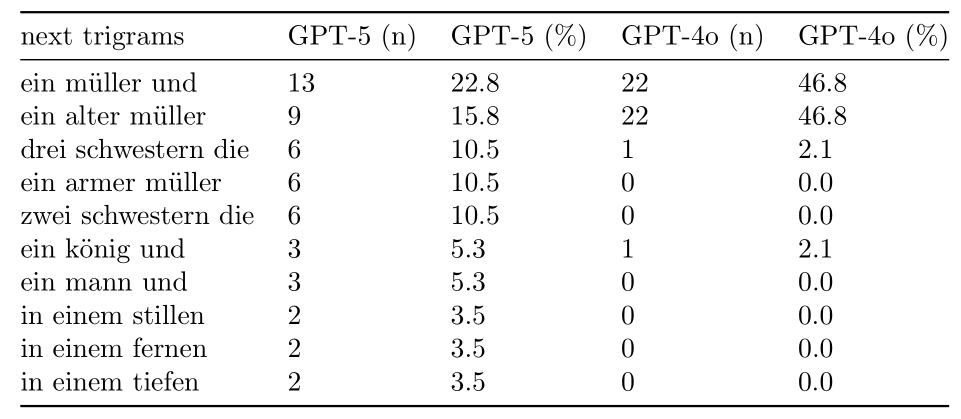 next trigrams GPT-5 (n) GPT-5 (%) GPT-4o (n) GPT-4o (%)
ein müller und 13 22.8 22 46.8
ein alter müller 9 15.8 22 46.8
drei schwestern die 6 10.5 1 2.1
ein armer müller 6 10.5 0 0.0
zwei schwestern die 6 10.5 0 0.0
ein könig und 3 5.3 1 2.1
ein mann und 3 5.3 0 0.0
in einem stillen 2 3.5 0 0.0
in einem fernen 2 3.5 0 0.0
in einem tiefen 2 3.5 0 0.0